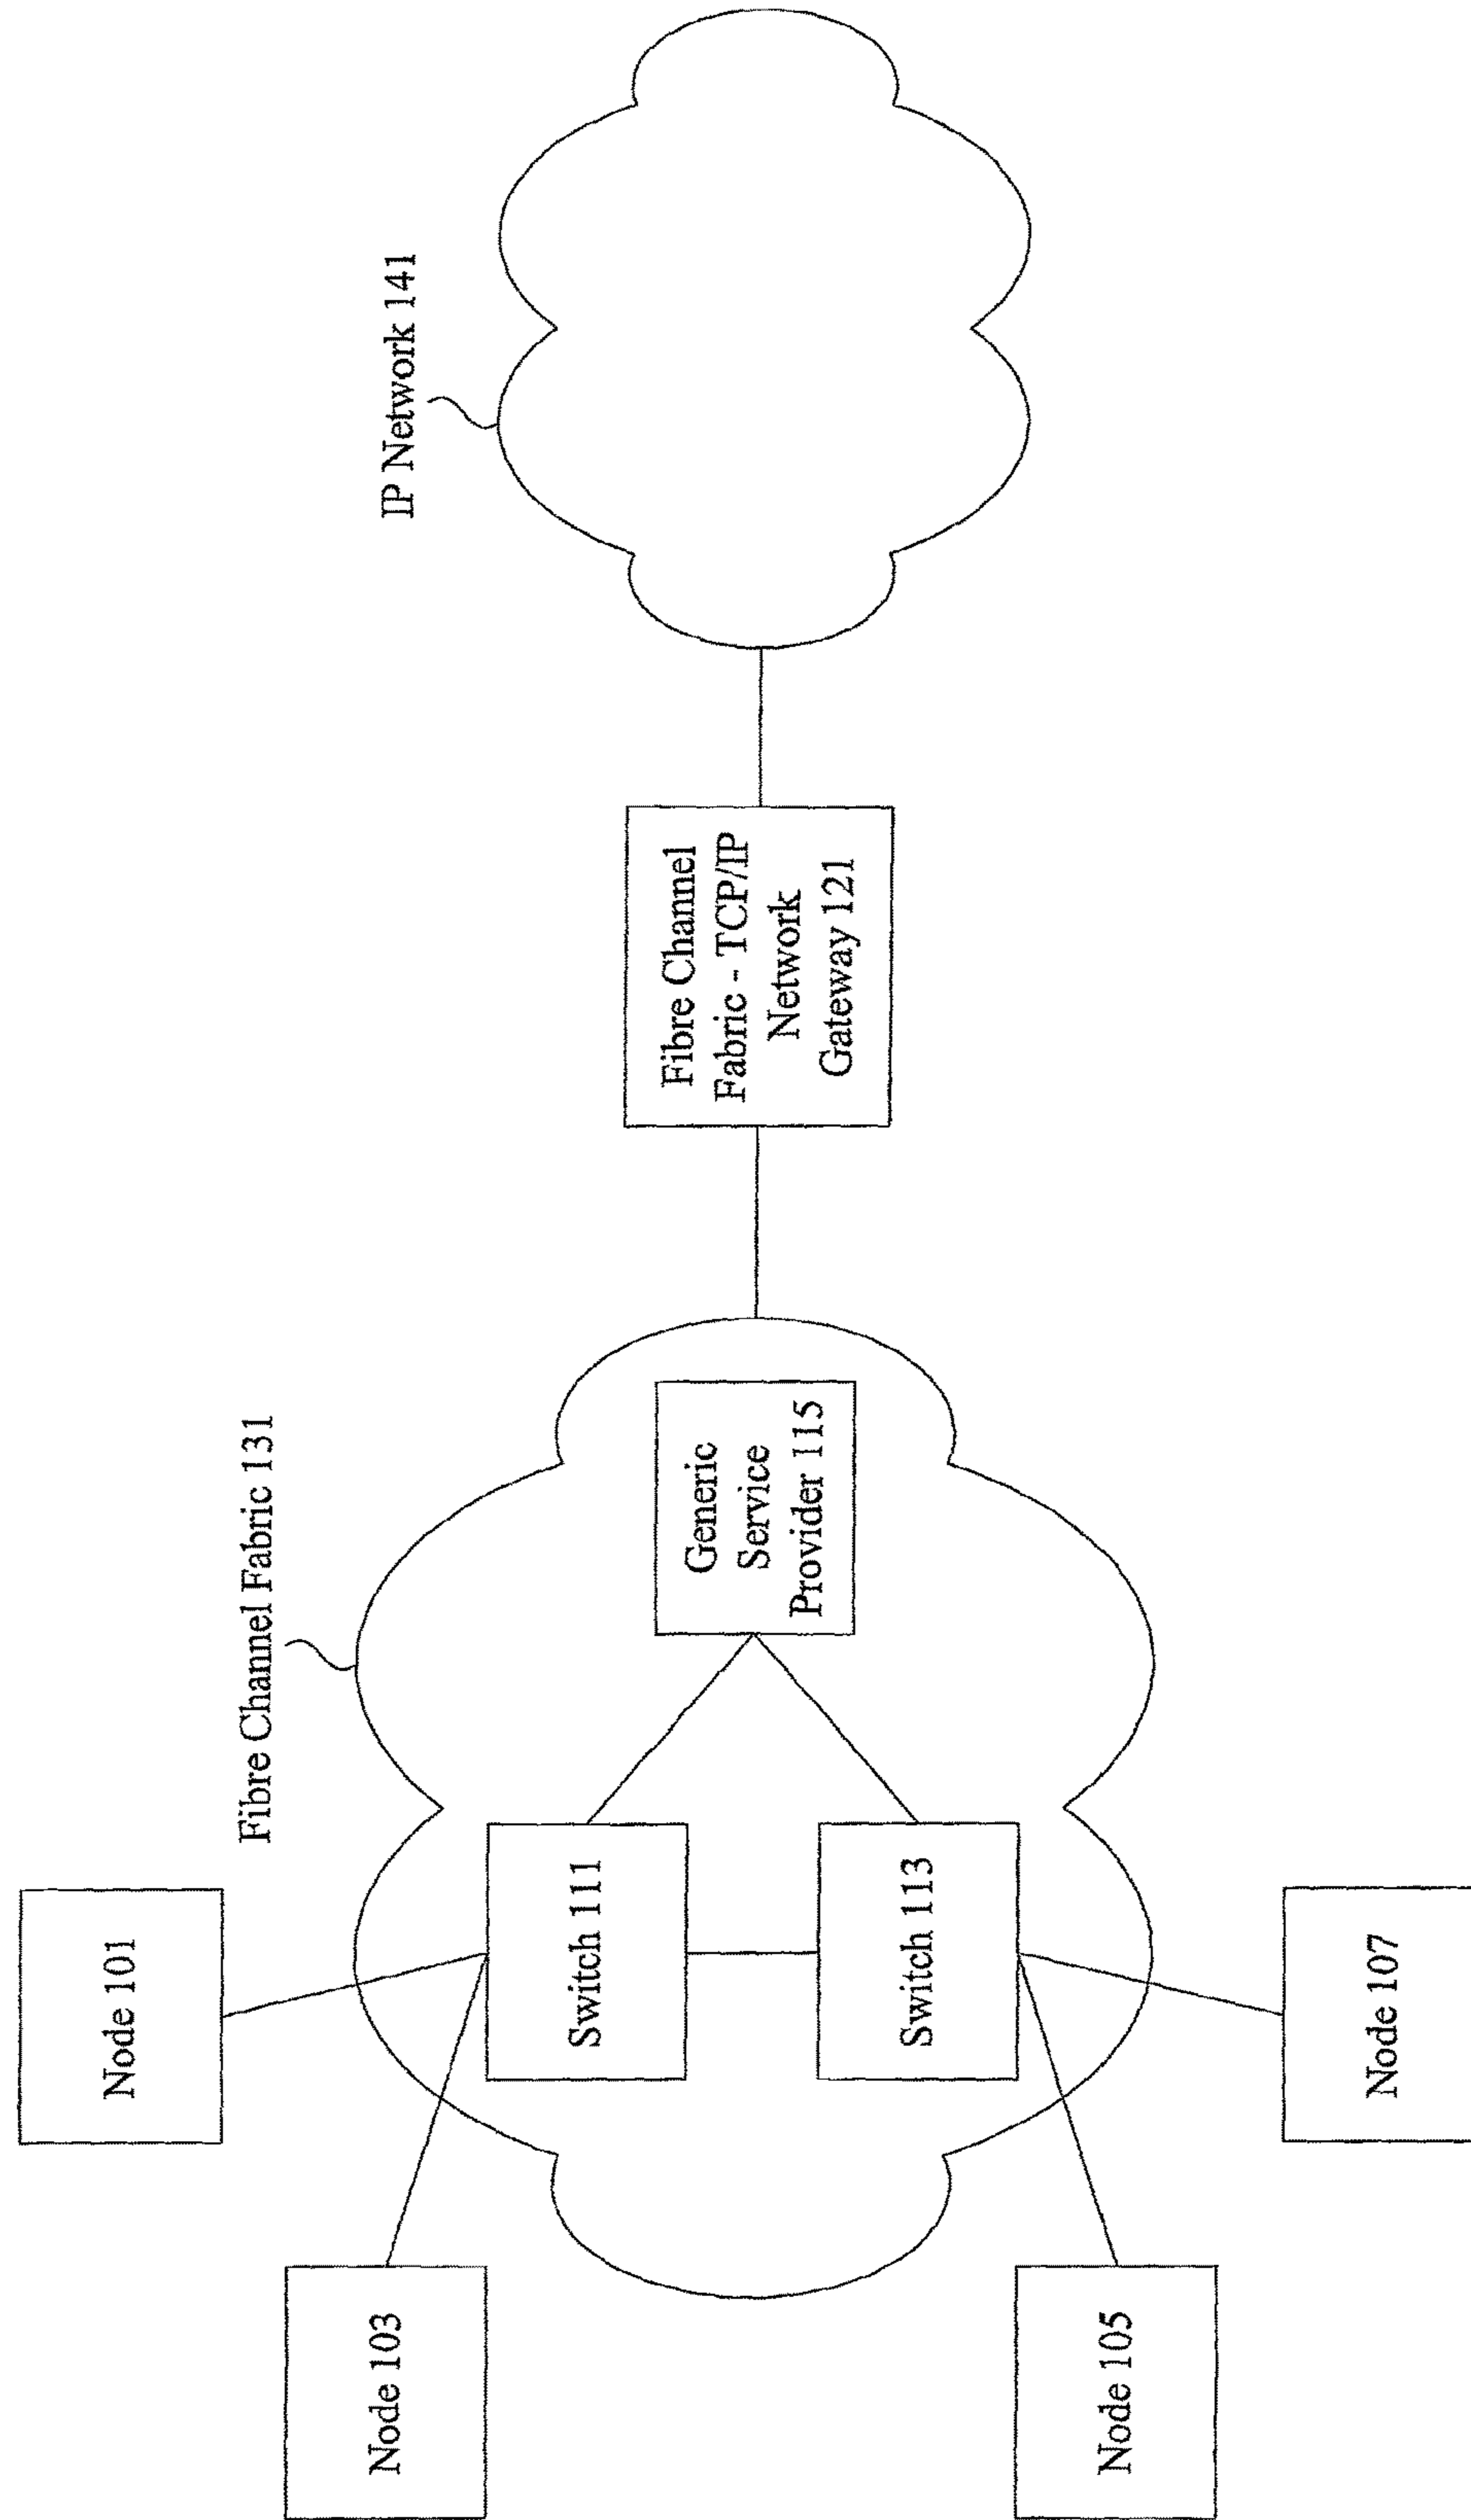 Node 101
Fibre Channel Fabric 131
IP Network 141
Node 103
Switch 111
Generic
Service
Provider 115
Fibre Channel
Fabric - TCP/IP
Network
Gateway 121
Switch 113
Node 105
Node 107